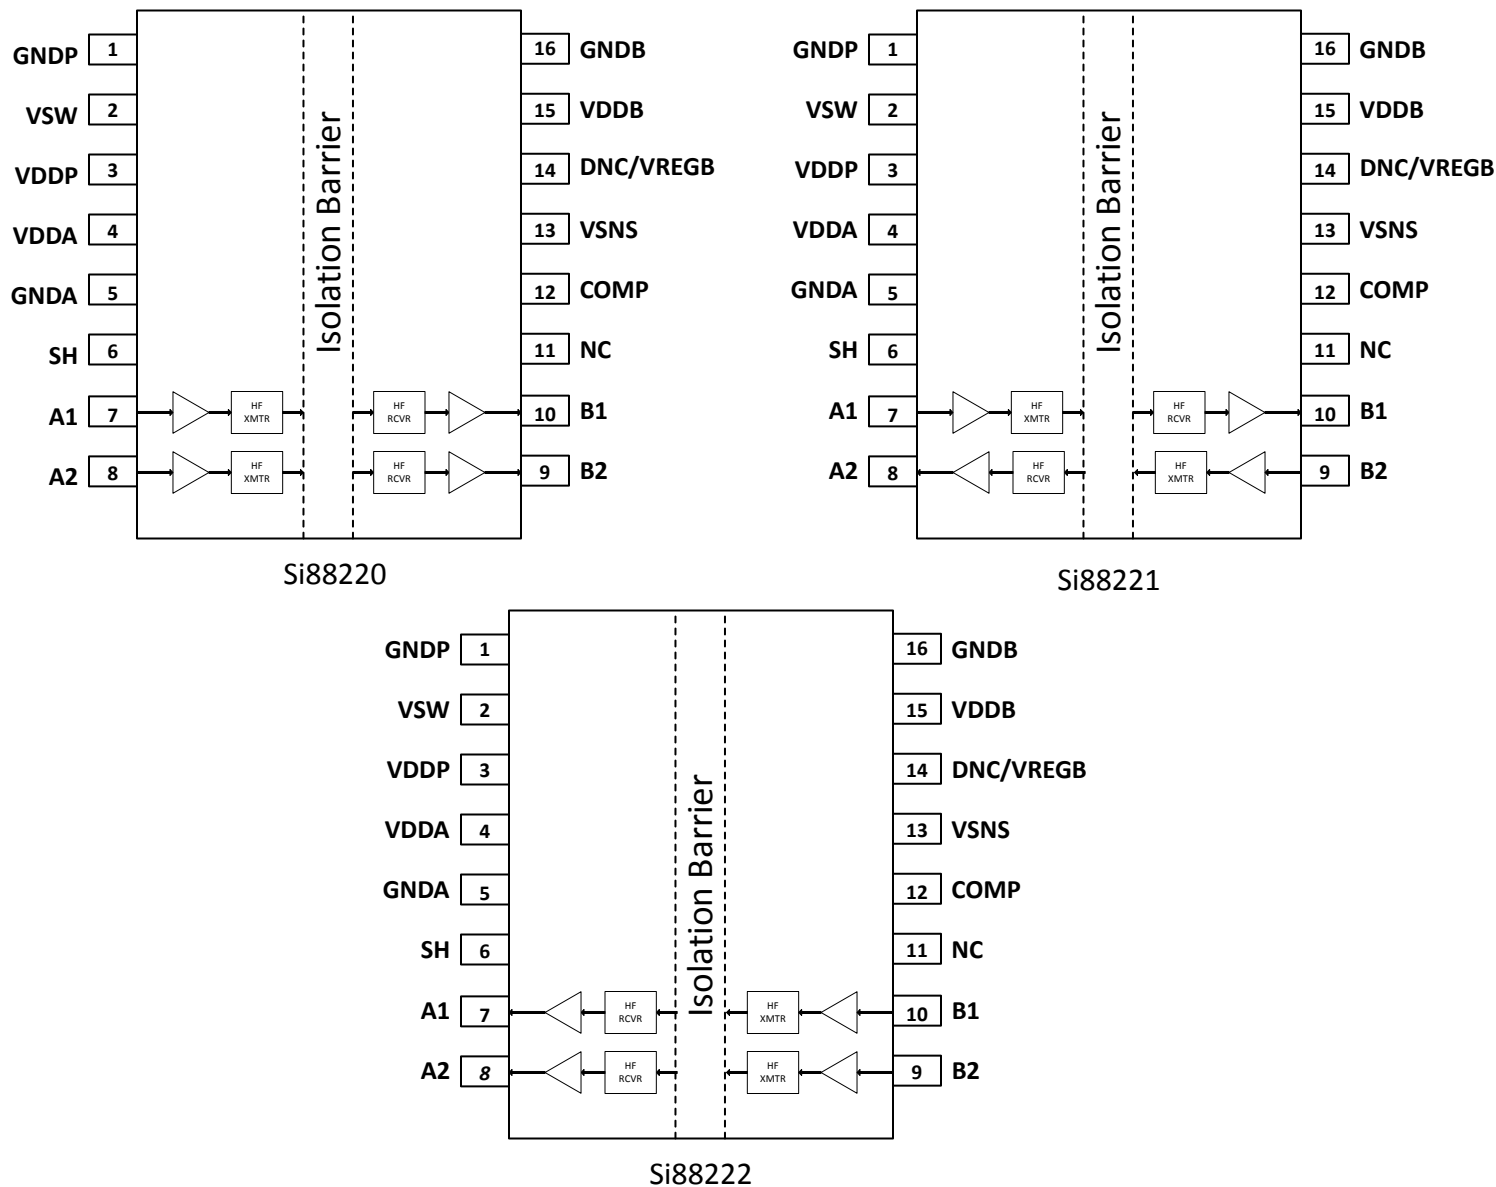 GNDP 1 16 GNDB
VSW 2 15 VDDB
VDDP 3 14 DNC/VREGB
VDDA 4 13 VSNS
GNDA 5 12 COMP
SH 6 11 NC
A1 7 HF XMTR HF RCVR 10 B1
A2 8 HF XMTR HF RCVR 9 B2
Isolation Barrier
Si88220
GNDP 1 16 GNDB
VSW 2 15 VDDB
VDDP 3 14 DNC/VREGB
VDDA 4 13 VSNS
GNDA 5 12 COMP
SH 6 11 NC
A1 7 HF XMTR HF RCVR 10 B1
A2 8 HF RCVR HF XMTR 9 B2
Isolation Barrier
Si88221
GNDP 1 16 GNDB
VSW 2 15 VDDB
VDDP 3 14 DNC/VREGB
VDDA 4 13 VSNS
GNDA 5 12 COMP
SH 6 11 NC
A1 7 HF RCVR HF XMTR 10 B1
A2 8 HF RCVR HF XMTR 9 B2
Isolation Barrier
Si88222